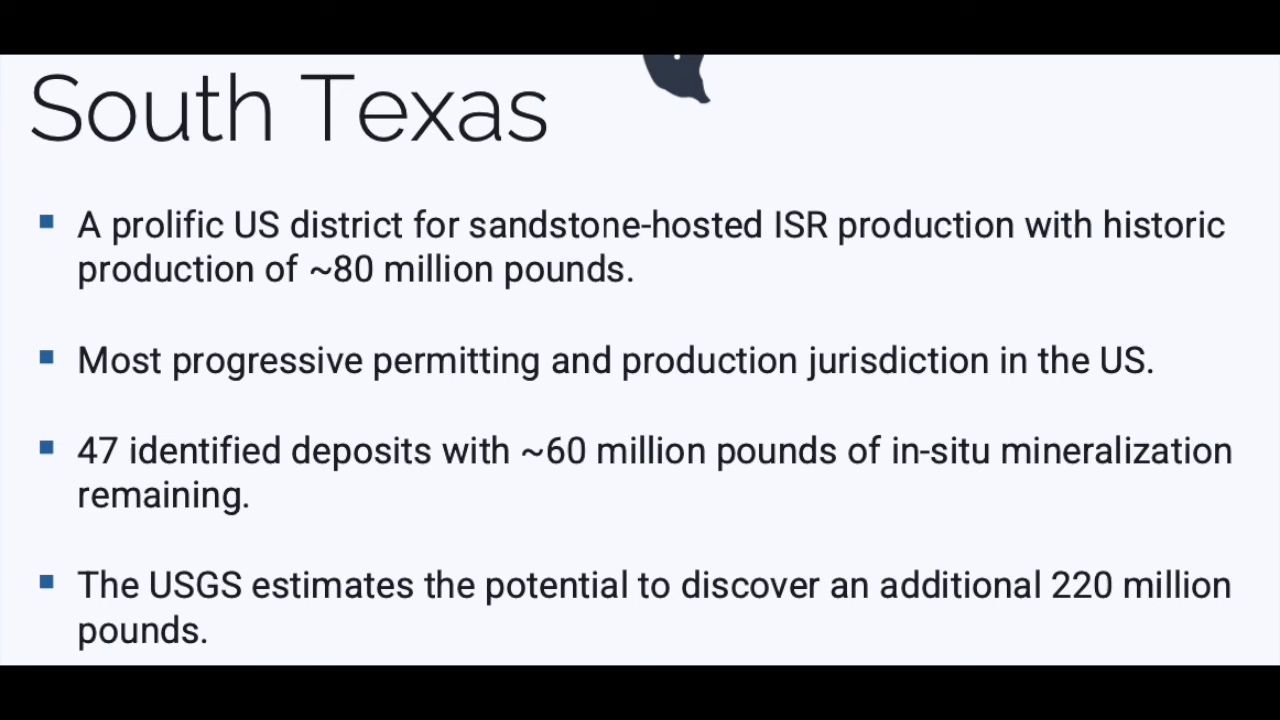 South Texas
A prolific US district for sandstone-hosted ISR production with historic
production of ~80 million pounds.
Most progressive permitting and production jurisdiction in the US.
47 identified deposits with ~60 million pounds of in-situ mineralization
remaining.
The USGS estimates the potential to discover an additional 220 million
pounds.